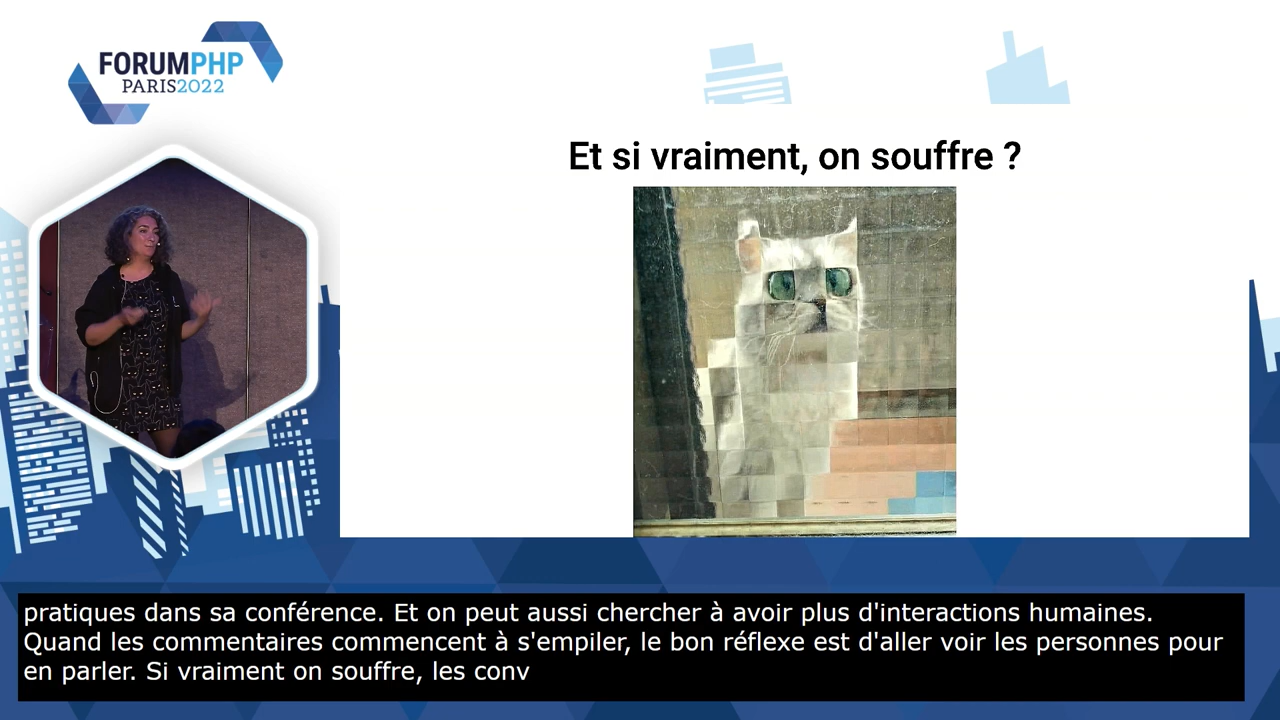 FORUMPHP
PARIS2022
Et si vraiment, on souffre ?
pratiques dans sa conférence. Et on peut aussi chercher à avoir plus d'interactions humaines.
Quand les commentaires commencent à s'empiler, le bon réflexe est d'aller voir les personnes pour
en parler. Si vraiment on souffre, les conv